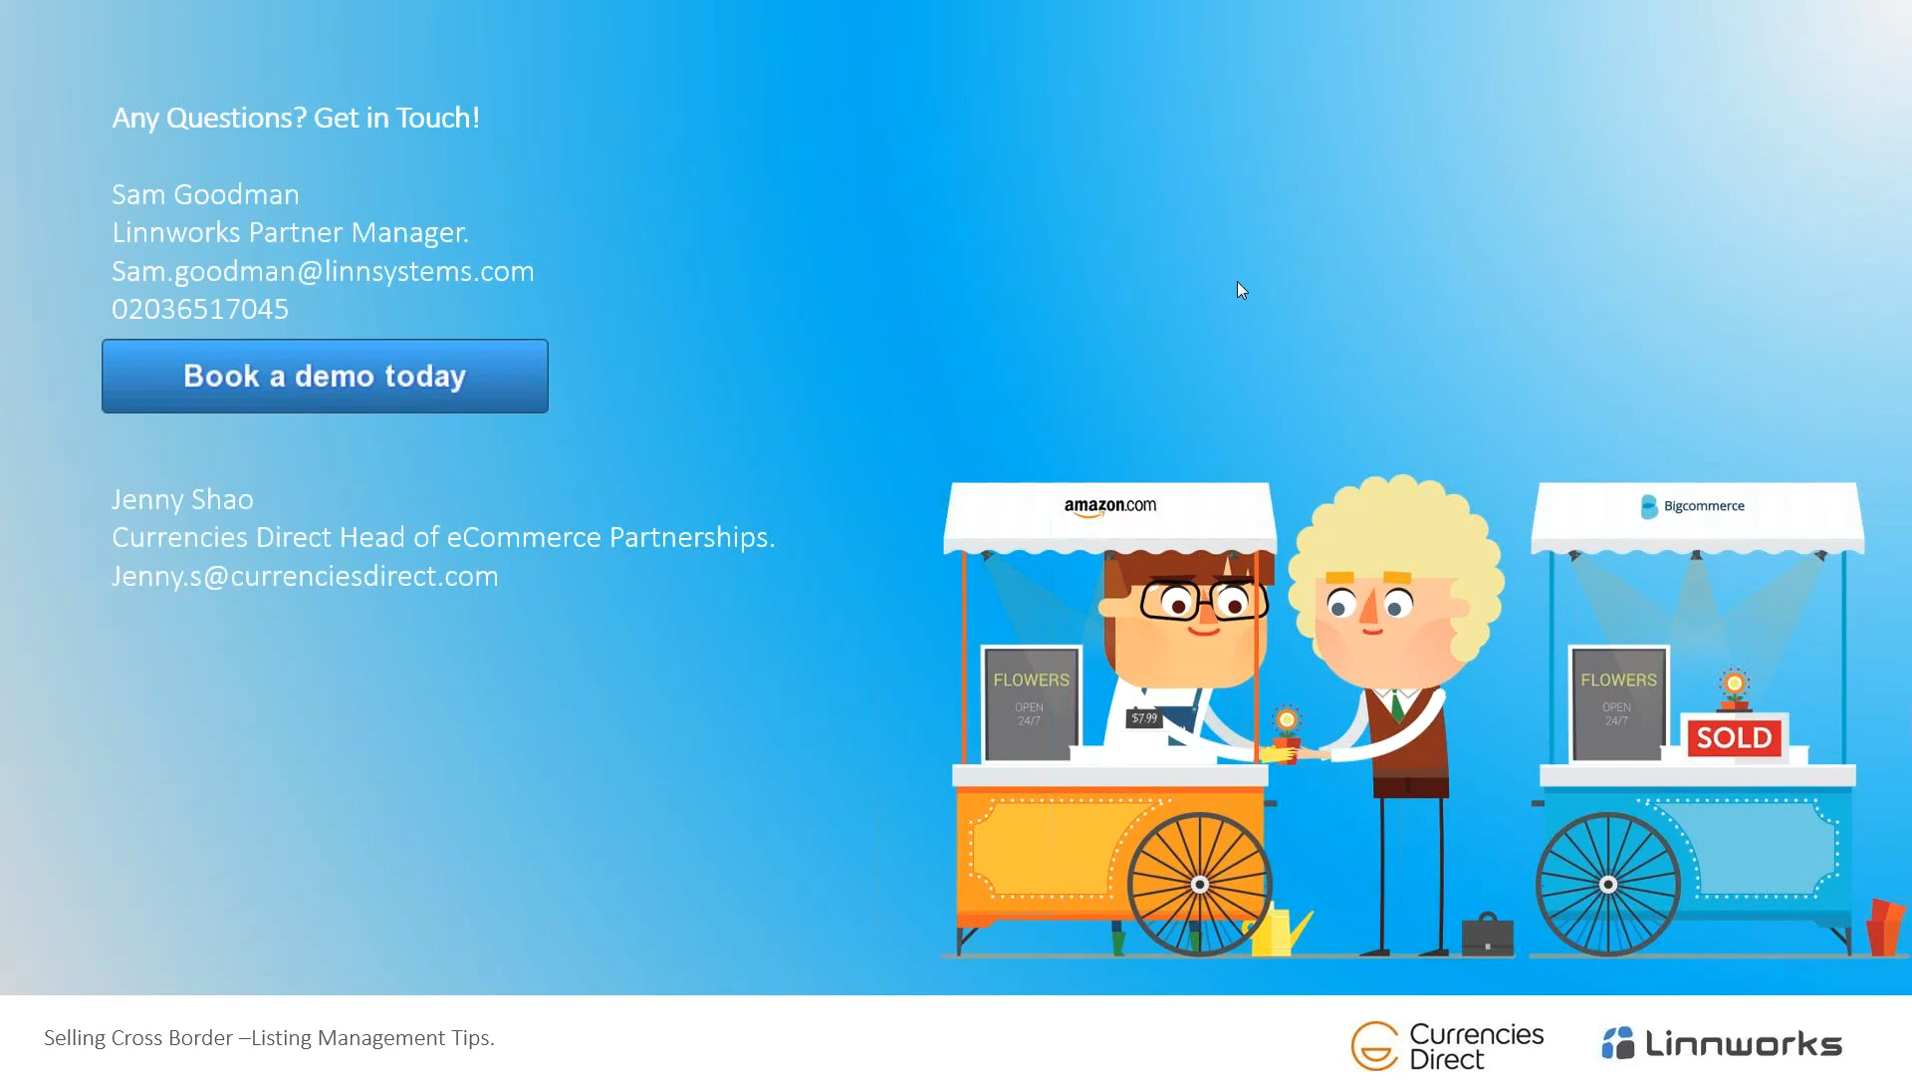 Any Questions? Get in Touch!
Sam Goodman
Linnworks Partner Manager.
Sam.goodman@linnsystems.com
02036517045
Book a demo today
Jenny Shao
Currencies Direct Head of eCommerce Partnerships.
Jenny.s@currenciesdirect.com
amazon.com
FLOWERS
OPEN
24/7
$7.99
Bigcommerce
FLOWERS
OPEN
24/7
SOLD
Selling Cross Border –Listing Management Tips.
Currencies
Direct
Linnworks